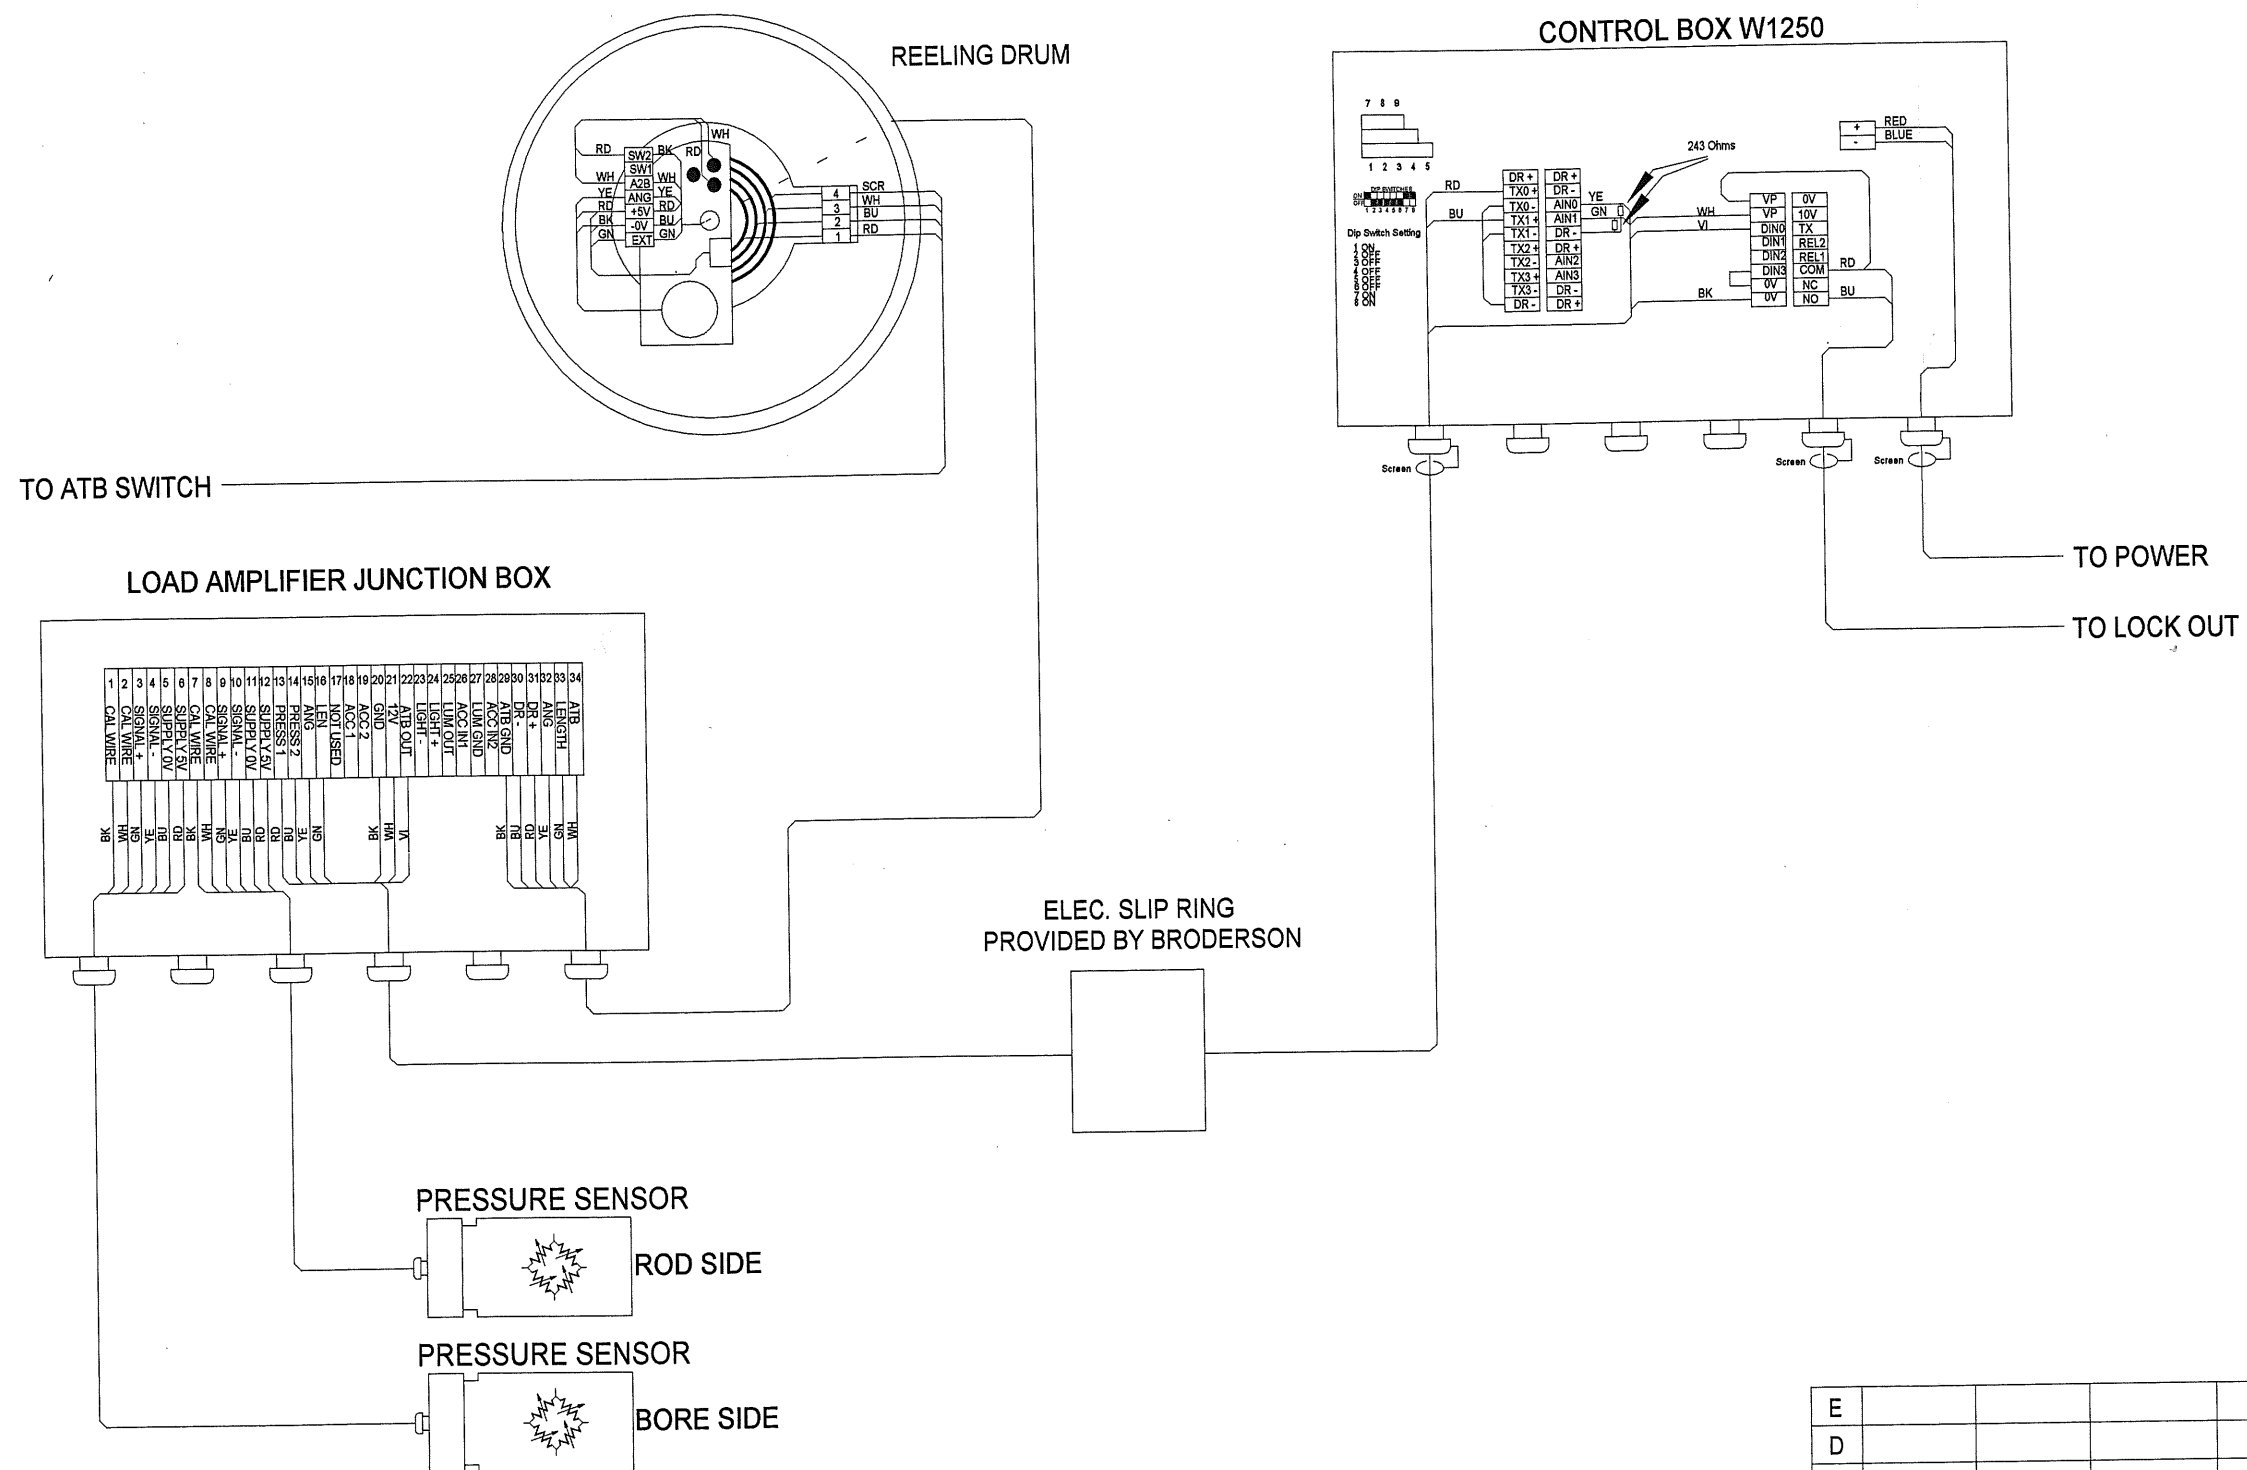 CONTROL BOX W1250
REELING DRUM
WH
RD
BK
RD
SW2
SW1
WH
A2B
WH
YE
ANG
YE
RD
+5V
RD
BK
-0V
BU
GN
EXT
GN
4
SCR
3
WH
2
BU
1
RD
7 8 9
1 2 3 4 5
DIP SWITCHES
ON
OFF
1 2 3 4 5 6 7 8
Dip Switch Setting
1 ON
2 OFF
3 OFF
4 OFF
5 OFF
6 OFF
7 ON
8 ON
RD
BU
DR +
TX0 +
TX0 -
TX1 +
TX1 -
TX2 +
TX2 -
TX3 +
TX3 -
DR -
DR +
DR -
AIN0
AIN1
DR -
DR +
AIN2
AIN3
DR -
DR +
YE
GN
243 Ohms
WH
VI
BK
VP
VP
DIN0
DIN1
DIN2
DIN3
0V
0V
0V
10V
TX
REL2
REL1
COM
NC
NO
RD
BU
+
-
RED
BLUE
Screen
Screen
Screen
TO ATB SWITCH
TO POWER
TO LOCK OUT
LOAD AMPLIFIER JUNCTION BOX
1 2 3 4 5 6 7 8 9 10 11 12 13 14 15 16 17 18 19 20 21 22 23 24 25 26 27 28 29 30 31 32 33 34
CAL WIRE
CAL WIRE
SIGNAL +
SIGNAL -
SUPPLY 0V
SUPPLY 5V
CAL WIRE
CAL WIRE
SIGNAL +
SIGNAL -
SUPPLY 0V
SUPPLY 5V
PRESS 1
PRESS 2
ANG
LEN
NOT USED
ACC 1
ACC 2
GND
12V
ATB OUT
LIGHT -
LIGHT +
LUM OUT
ACC IN1
LUM GND
ACC IN2
ATB GND
DR -
DR +
ANG
LENGTH
ATB
BK
WH
GN
YE
BU
RD
BK
WH
GN
YE
BU
RD
RD
BU
YE
GN
BK
WH
VI
BK
BU
RD
YE
GN
WH
ELEC. SLIP RING
PROVIDED BY BRODERSON
PRESSURE SENSOR
ROD SIDE
PRESSURE SENSOR
BORE SIDE
E
D